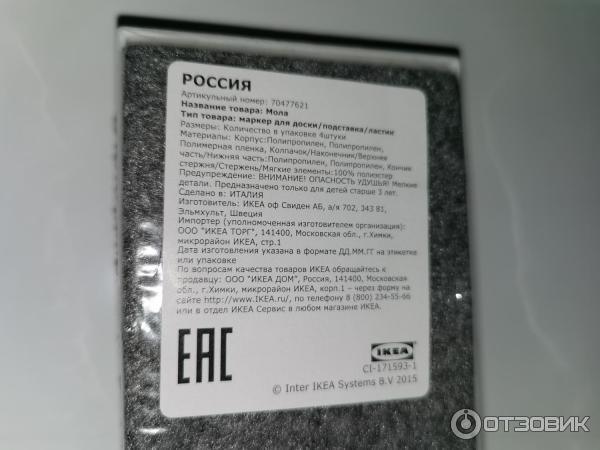 РОССИЯ
Артикульный номер: 70477621
Название товара: Мола
Тип товара: маркер для доски/подставка/ластик
Размеры: Количество в упаковке 4штуки
Материалы: Корпус:Полипропилен, Полипропилен,
Полимерная пленка, Колпачок/Наконечник/Верхняя
часть/Нижняя часть:Полипропилен, Полипропилен, Кончик
стержня/Стержень/Мягкие элементы:100% полиэстер
Предупреждение: ВНИМАНИЕ! ОПАСНОСТЬ УДУШЬЯ! Мелкие
детали. Предназначено только для детей старше 3 лет.
Сделано в: ИТАЛИЯ
Изготовитель: ИКЕА оф Свиден АБ, а/я 702, 343 81,
Эльмхульт, Швеция
Импортер (уполномоченная изготовителем организация):
ООО "ИКЕА ТОРГ", 141400, Московская обл., г.Химки,
микрорайон ИКЕА, стр.1
Дата изготовления указана в формате ДД.ММ.ГГ на этикетке
или упаковке
По вопросам качества товаров ИКЕА обращайтесь к
продавцу: ООО "ИКЕА ДОМ", Россия, 141400, Московская
обл., г.Химки, микрорайон ИКЕА, корп.1 – через форму на
сайте http://www.IKEA.ru/, по телефону 8 (800) 234-55-66
или в отдел ИКЕА Сервис в любом магазине ИКЕА.
EAC
IKEA
CI-171593-1
© Inter IKEA Systems B.V 2015
ОТЗОВИК